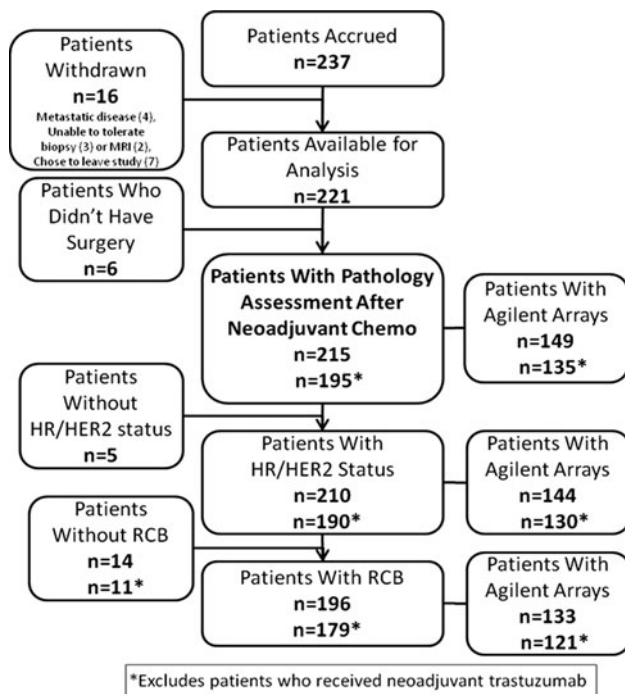 Patients Accrued
n=237
Patients
Withdrawn
n=16
Metastatic disease (4),
Unable to tolerate
biopsy (3) or MRI (2),
Chose to leave study (7)
Patients Available for
Analysis
n=221
Patients Who
Didn't Have
Surgery
n=6
Patients With Pathology
Assessment After
Neoadjuvant Chemo
n=215
n=195*
Patients With
Agilent Arrays
n=149
n=135*
Patients
Without
HR/HER2 status
n=5
Patients With
HR/HER2 Status
n=210
n=190*
Patients With
Agilent Arrays
n=144
n=130*
Patients
Without RCB
n=14
n=11*
Patients With RCB
n=196
n=179*
Patients With
Agilent Arrays
n=133
n=121*
*Excludes patients who received neoadjuvant trastuzumab